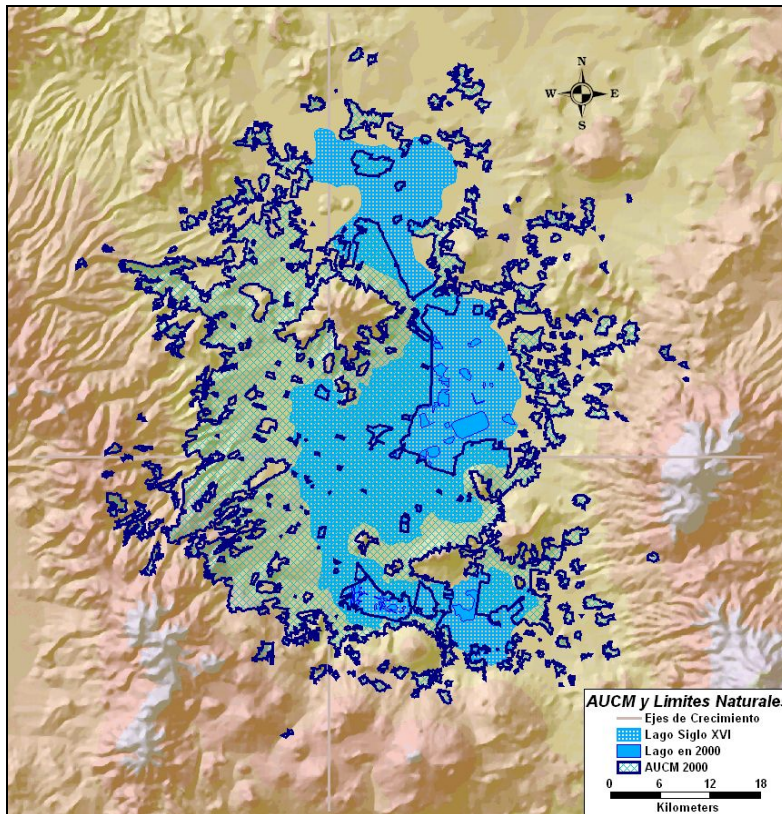 N
W E
S
AUCM y Limites Naturales
Ejes de Crecimiento
Lago Siglo XVI
Lago en 2000
AUCM 2000
0 6 12 18
Kilometers